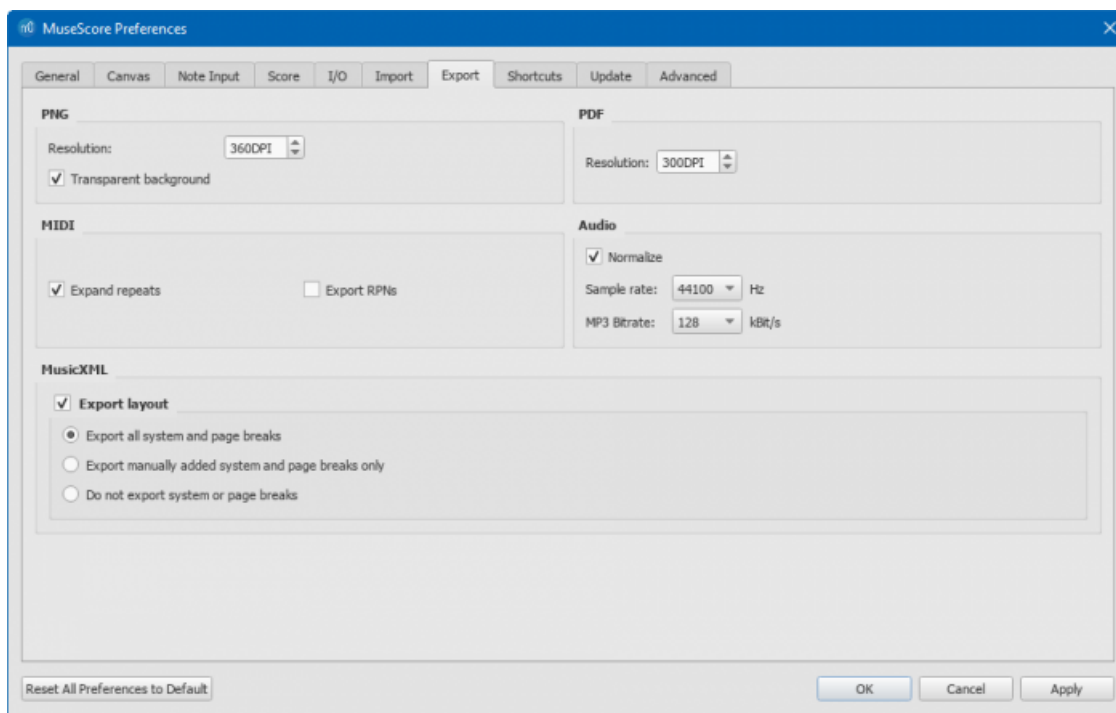 MuseScore Preferences
General Canvas Note Input Score I/O Import Export Shortcuts Update Advanced
PNG
Resolution: 360DPI
Transparent background
PDF
Resolution: 300DPI
MIDI
Expand repeats Export RPNs
Audio
Normalize
Sample rate: 44100 Hz
MP3 Bitrate: 128 kBit/s
MusicXML
Export layout
Export all system and page breaks
Export manually added system and page breaks only
Do not export system or page breaks
Reset All Preferences to Default OK Cancel Apply